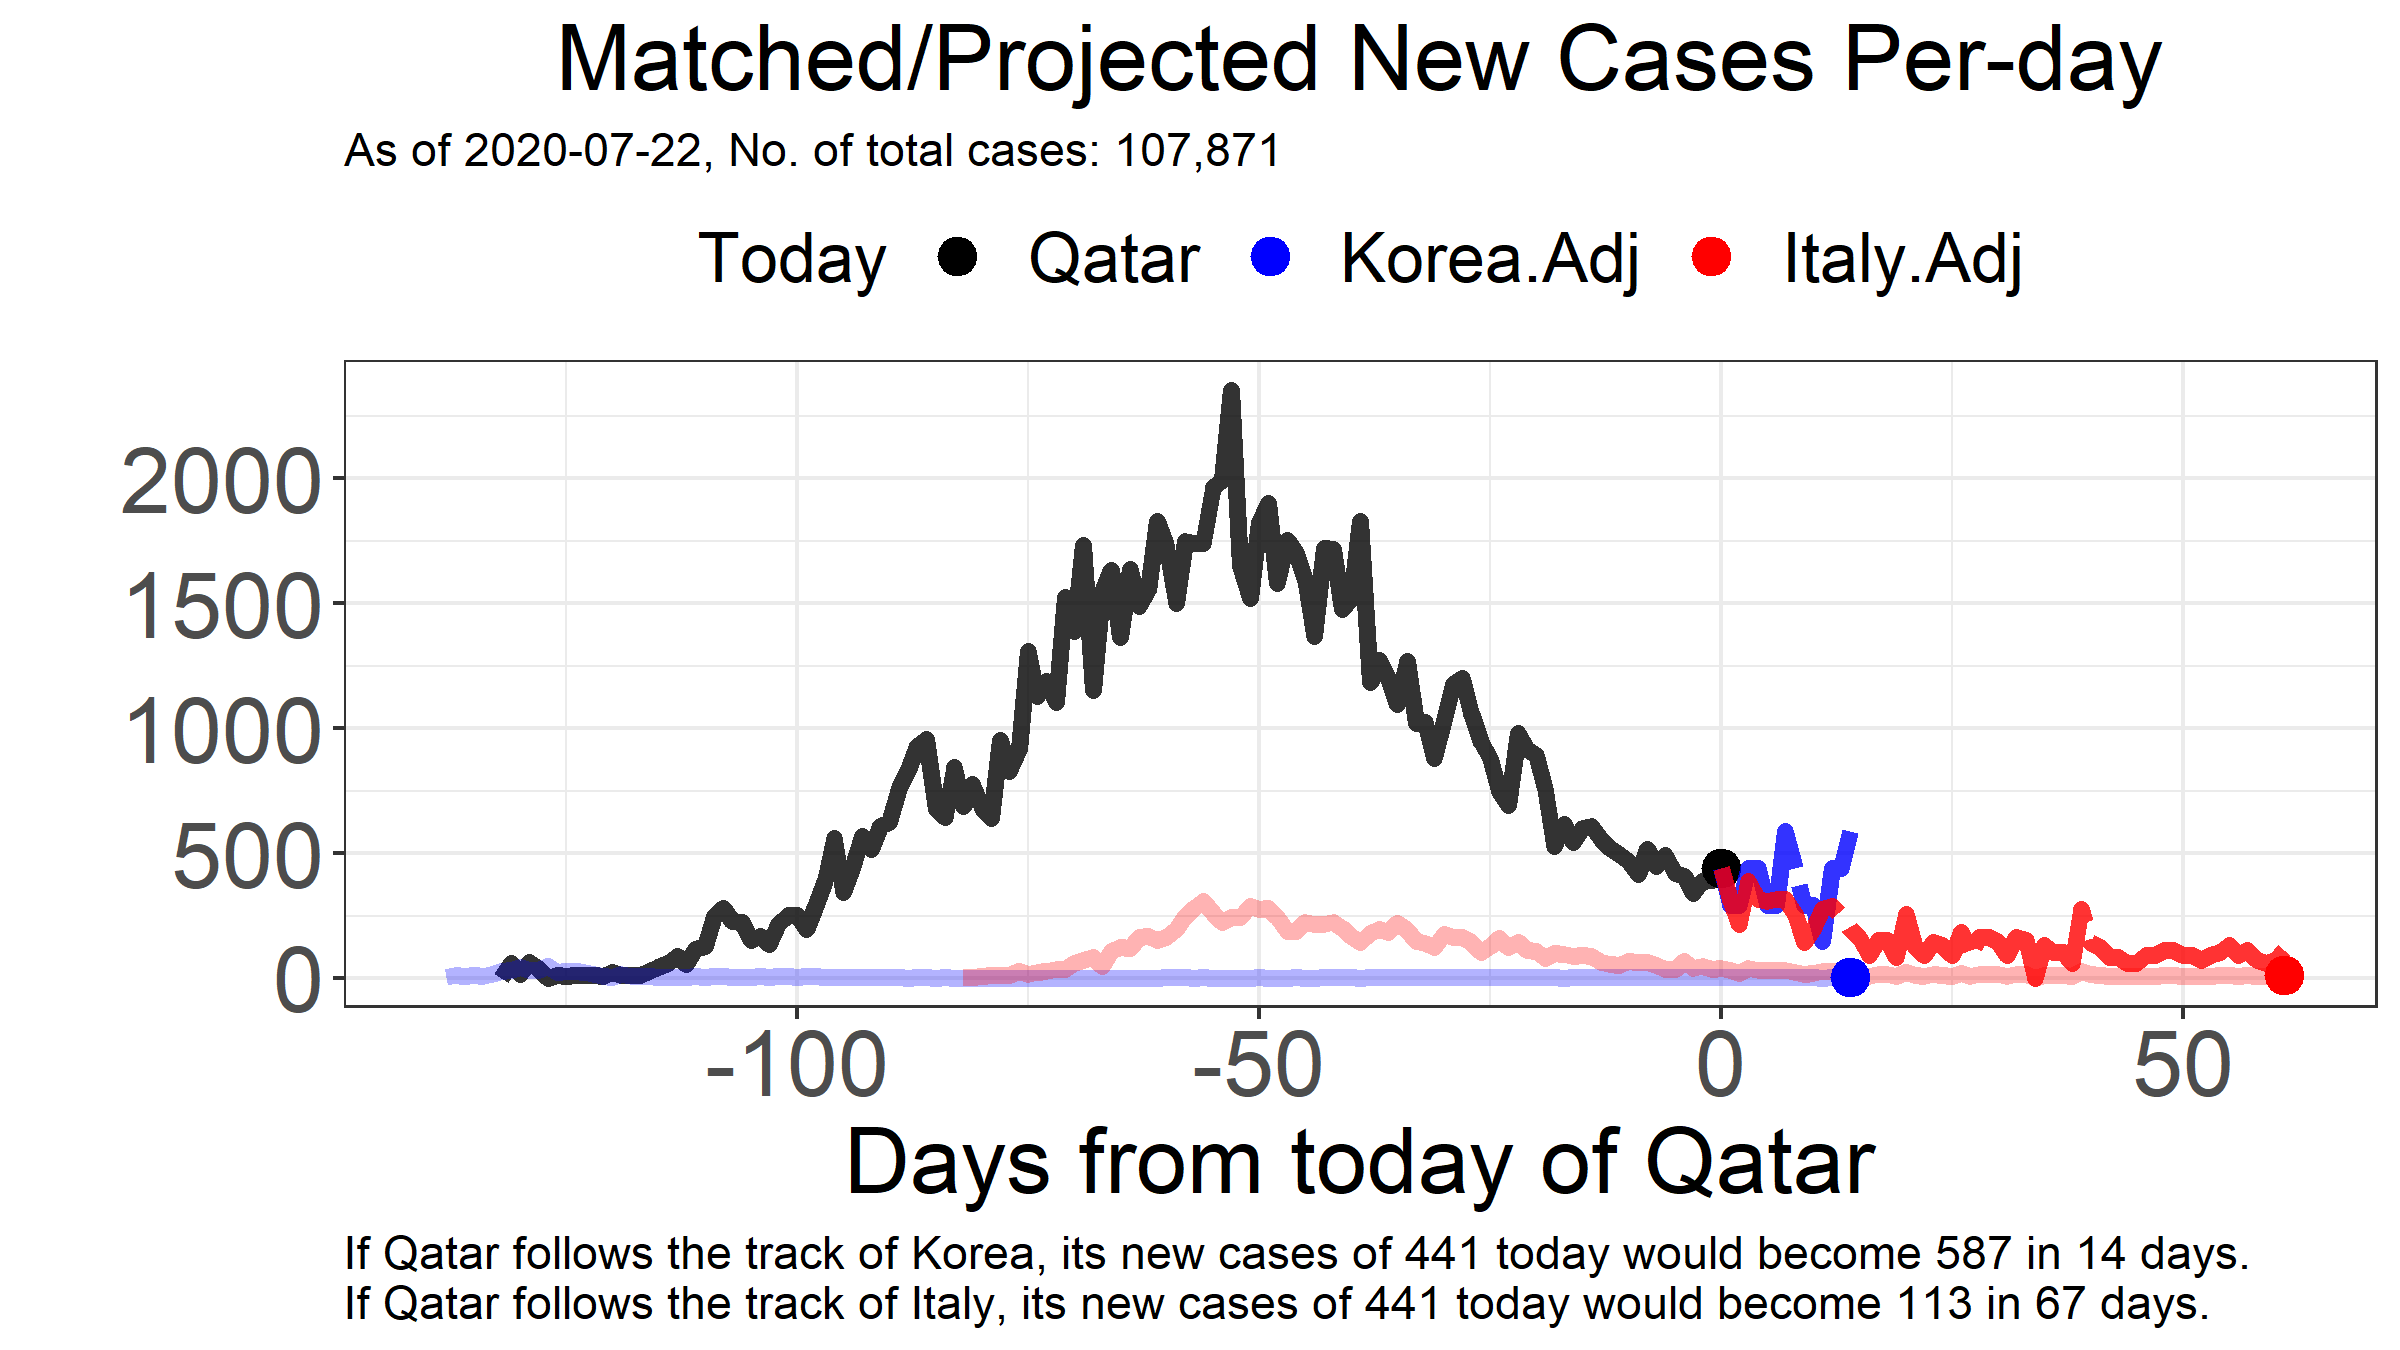 Matched/Projected New Cases Per-day
As of 2020-07-22, No. of total cases: 107,871
Today Qatar Korea.Adj Italy.Adj
2000
1500
1000
500
0
-100 -50 0 50
Days from today of Qatar
If Qatar follows the track of Korea, its new cases of 441 today would become 587 in 14 days.
If Qatar follows the track of Italy, its new cases of 441 today would become 113 in 67 days.